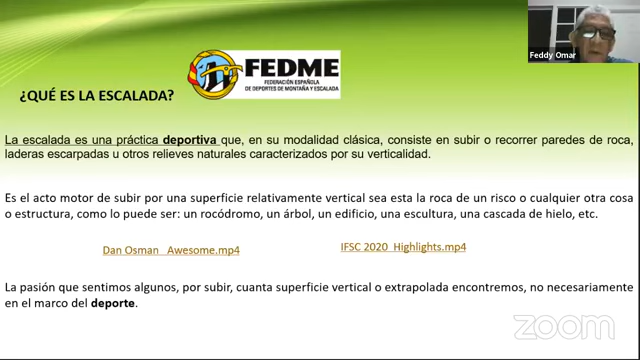 Feddy Omar
FEDME
FEDERACIÓN ESPAÑOLA
DE DEPORTES DE MONTAÑA Y ESCALADA
¿QUÉ ES LA ESCALADA?
La escalada es una práctica deportiva que, en su modalidad clásica, consiste en subir o recorrer paredes de roca,
laderas escarpadas u otros relieves naturales caracterizados por su verticalidad.
Es el acto motor de subir por una superficie relativamente vertical sea esta la roca de un risco o cualquier otra cosa
o estructura, como lo puede ser: un rocódromo, un árbol, un edificio, una escultura, una cascada de hielo, etc.
Dan Osman Awesome.mp4
IFSC 2020 Highlights.mp4
La pasión que sentimos algunos, por subir, cuanta superficie vertical o extrapolada encontremos, no necesariamente
en el marco del deporte.
zoom